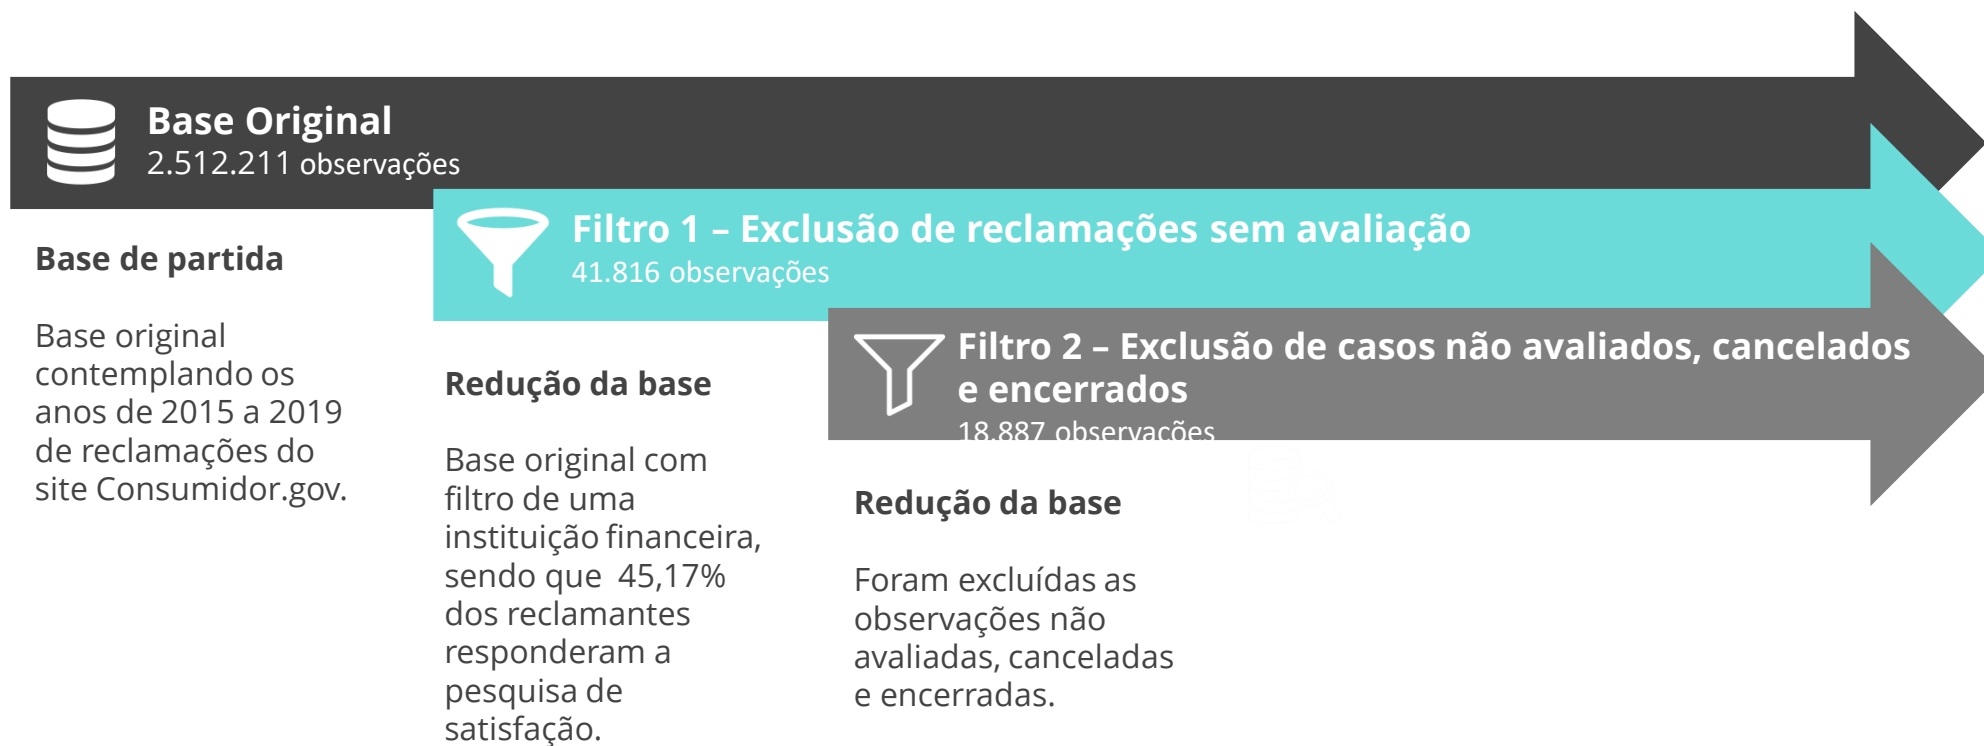 Base Original
2.512.211 observações
Base de partida
Base original
contemplando os
anos de 2015 a 2019
de reclamações do
site Consumidor.gov.
Filtro 1 – Exclusão de reclamações sem avaliação
41.816 observações
Redução da base
Base original com
filtro de uma
instituição financeira,
sendo que 45,17%
dos reclamantes
responderam a
pesquisa de
satisfação.
Filtro 2 – Exclusão de casos não avaliados, cancelados
e encerrados
18.887 observações
Redução da base
Foram excluídas as
observações não
avaliadas, canceladas
e encerradas.